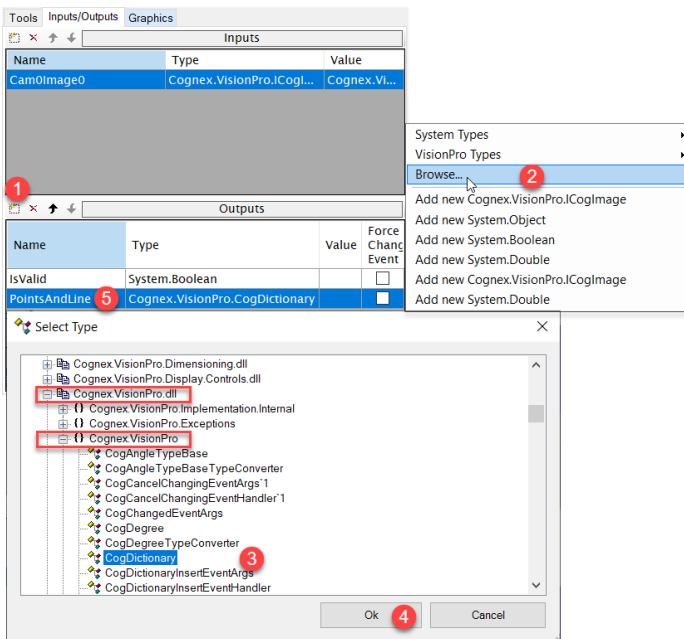 Tools Inputs/Outputs Graphics
Inputs
Name Type Value
Cam0Image0 Cognex.VisionPro.ICogI... Cognex.Vi...
System Types
VisionPro Types
Browse... 2
Add new Cognex.VisionPro.ICogImage
Add new System.Object
Add new System.Boolean
Add new System.Double
Add new Cognex.VisionPro.ICogImage
Add new System.Double
1
Outputs
Name Type Value Force
Chang
Event
IsValid System.Boolean
PointsAndLine 5 Cognex.VisionPro.CogDictionary
Select Type
Cognex.VisionPro.Dimensioning.dll
Cognex.VisionPro.Display.Controls.dll
Cognex.VisionPro.dll
{} Cognex.VisionPro.Implementation.Internal
{} Cognex.VisionPro.Exceptions
{} Cognex.VisionPro
CogAngleTypeBase
CogAngleTypeBaseTypeConverter
CogCancelChangingEventArgs`1
CogCancelChangingEventHandler`1
CogChangedEventArgs
CogDegree
CogDegreeTypeConverter
CogDictionary 3
CogDictionaryInsertEventArgs
CogDictionaryInsertEventHandler
Ok 4 Cancel